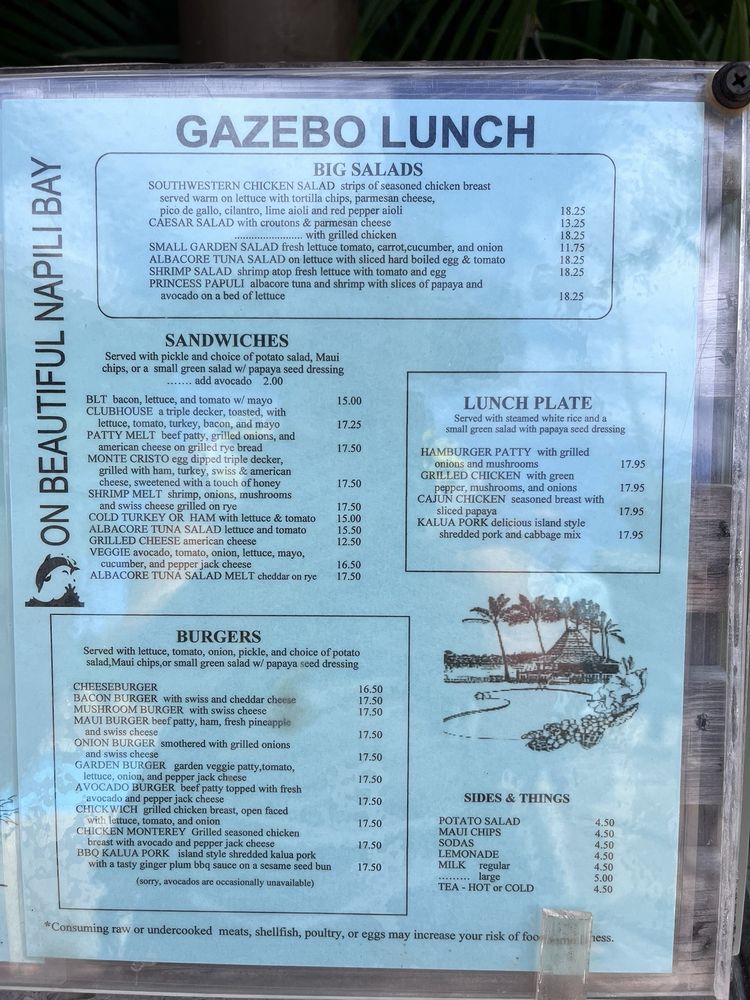 GAZEBO LUNCH
ON BEAUTIFUL NAPILI BAY
BIG SALADS
SOUTHWESTERN CHICKEN SALAD strips of seasoned chicken breast
served warm on lettuce with tortilla chips, parmesan cheese,
pico de gallo, cilantro, lime aioli and red pepper aioli 18.25
CAESAR SALAD with croutons & parmesan cheese 13.25
........................ with grilled chicken 18.25
SMALL GARDEN SALAD fresh lettuce tomato, carrot,cucumber, and onion 11.75
ALBACORE TUNA SALAD on lettuce with sliced hard boiled egg & tomato 18.25
SHRIMP SALAD shrimp atop fresh lettuce with tomato and egg 18.25
PRINCESS PAPULI albacore tuna and shrimp with slices of papaya and
avocado on a bed of lettuce 18.25
SANDWICHES
Served with pickle and choice of potato salad, Maui
chips, or a small green salad w/ papaya seed dressing
....... add avocado 2.00
BLT bacon, lettuce, and tomato w/ mayo 15.00
CLUBHOUSE a triple decker, toasted, with
lettuce, tomato, turkey, bacon, and mayo 17.25
PATTY MELT beef patty, grilled onions, and
american cheese on grilled rye bread 17.50
MONTE CRISTO egg dipped triple decker,
grilled with ham, turkey, swiss & american
cheese, sweetened with a touch of honey 17.50
SHRIMP MELT shrimp, onions, mushrooms
and swiss cheese grilled on rye 17.50
COLD TURKEY OR HAM with lettuce & tomato 15.00
ALBACORE TUNA SALAD lettuce and tomato 15.50
GRILLED CHEESE american cheese 12.50
VEGGIE avocado, tomato, onion, lettuce, mayo,
cucumber, and pepper jack cheese 16.50
ALBACORE TUNA SALAD MELT cheddar on rye 17.50
LUNCH PLATE
Served with steamed white rice and a
small green salad with papaya seed dressing
HAMBURGER PATTY with grilled
onions and mushrooms 17.95
GRILLED CHICKEN with green
pepper, mushrooms, and onions 17.95
CAJUN CHICKEN seasoned breast with
sliced papaya 17.95
KALUA PORK delicious island style
shredded pork and cabbage mix 17.95
BURGERS
Served with lettuce, tomato, onion, pickle, and choice of potato
salad,Maui chips,or small green salad w/ papaya seed dressing
CHEESEBURGER 16.50
BACON BURGER with swiss and cheddar cheese 17.50
MUSHROOM BURGER with swiss cheese 17.50
MAUI BURGER beef patty, ham, fresh pineapple
and swiss cheese 17.50
ONION BURGER smothered with grilled onions
and swiss cheese 17.50
GARDEN BURGER garden veggie patty,tomato,
lettuce, onion, and pepper jack cheese 17.50
AVOCADO BURGER beef patty topped with fresh
avocado and pepper jack cheese 17.50
CHICKWICH grilled chicken breast, open faced
with lettuce, tomato, and onion 17.50
CHICKEN MONTEREY Grilled seasoned chicken
breast with avocado and pepper jack cheese 17.50
BBQ KALUA PORK island style shredded kalua pork
with a tasty ginger plum bbq sauce on a sesame seed bun 17.50
(sorry, avocados are occasionally unavailable)
SIDES & THINGS
POTATO SALAD 4.50
MAUI CHIPS 4.50
SODAS 4.50
LEMONADE 4.50
MILK regular 4.50
......... large 5.00
TEA - HOT or COLD 4.50
*Consuming raw or undercooked meats, shellfish, poultry, or eggs may increase your risk of